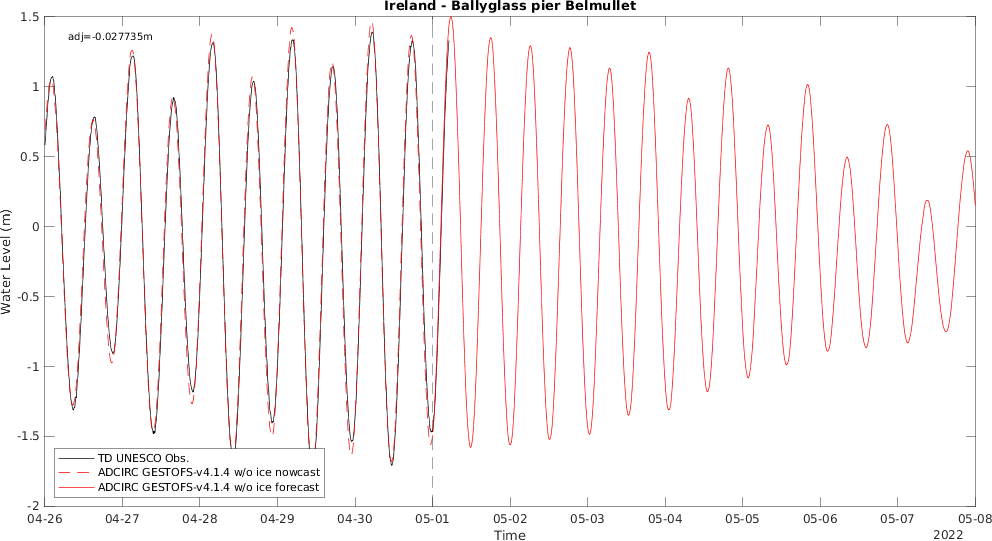 Ireland - Ballyglass pier Belmullet
adj=-0.027735m
1.5
1
0.5
0
-0.5
-1
-1.5
-2
Water Level (m)
TD UNESCO Obs.
ADCIRC GESTOFS-v4.1.4 w/o ice nowcast
ADCIRC GESTOFS-v4.1.4 w/o ice forecast
04-26 04-27 04-28 04-29 04-30 05-01 05-02 05-03 05-04 05-05 05-06 05-07 05-08
Time
2022